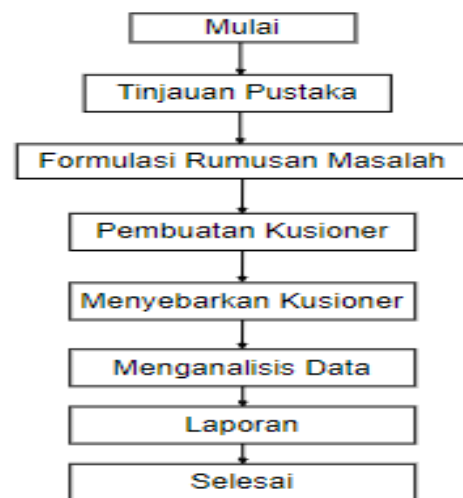 Mulai
Tinjauan Pustaka
Formulasi Rumusan Masalah
Pembuatan Kusioner
Menyebarkan Kusioner
Menganalisis Data
Laporan
Selesai